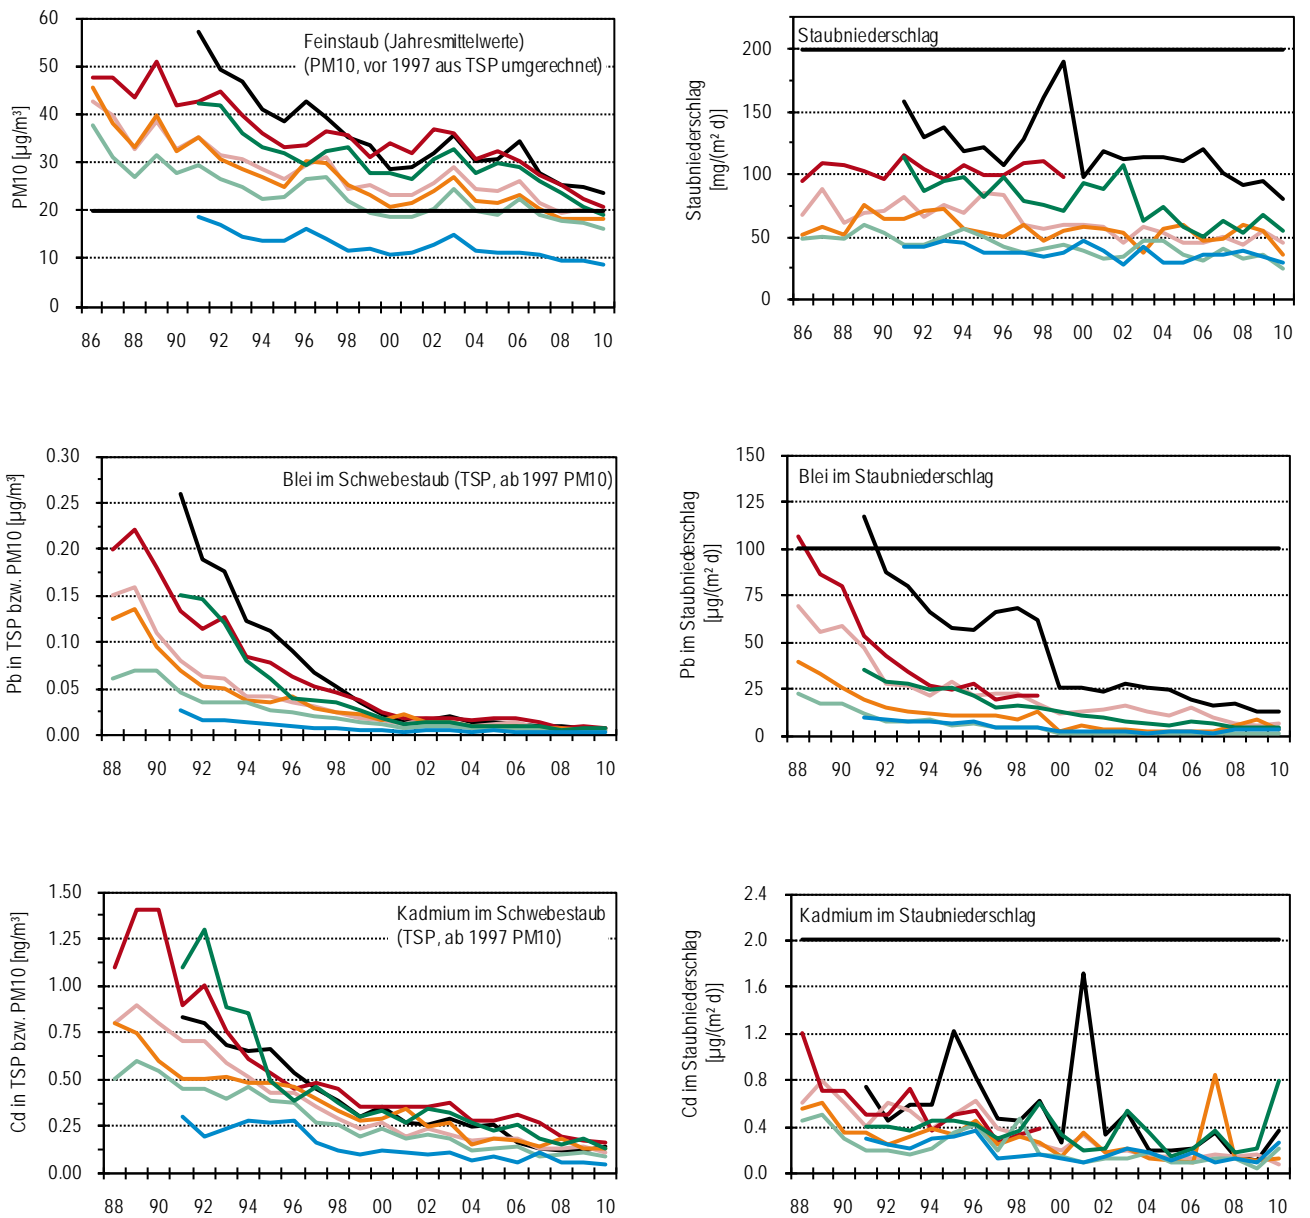 Feinstaub (Jahresmittelwerte)
(PM10, vor 1997 aus TSP umgerechnet)
PM10 [µg/m³]
60
50
40
30
20
10
0
86 88 90 92 94 96 98 00 02 04 06 08 10
Staubniederschlag
Staubniederschlag
[mg/(m² d)]
200
150
100
50
0
86 88 90 92 94 96 98 00 02 04 06 08 10
Blei im Schwebestaub (TSP, ab 1997 PM10)
Pb in TSP bzw. PM10 [µg/m³]
0.30
0.25
0.20
0.15
0.10
0.05
0.00
88 90 92 94 96 98 00 02 04 06 08 10
Blei im Staubniederschlag
Pb im Staubniederschlag
[µg/(m² d)]
150
125
100
75
50
25
0
88 90 92 94 96 98 00 02 04 06 08 10
Kadmium im Schwebestaub
(TSP, ab 1997 PM10)
Cd in TSP bzw. PM10 [ng/m³]
1.50
1.25
1.00
0.75
0.50
0.25
0.00
88 90 92 94 96 98 00 02 04 06 08 10
Kadmium im Staubniederschlag
Cd im Staubniederschlag
[µg/(m² d)]
2.4
2.0
1.6
1.2
0.8
0.4
0.0
88 90 92 94 96 98 00 02 04 06 08 10